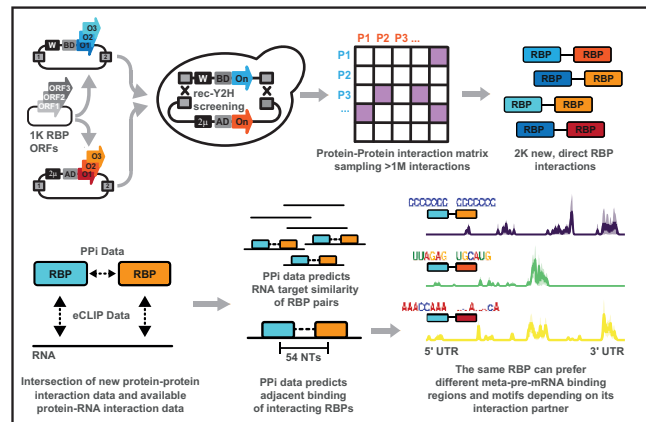 O3
O2
W BD O1
1 2
ORF3
ORF2
ORF1
1K RBP
ORFs
O3
O2
2µ AD O1
1 2
W BD On
rec-Y2H
screening
2µ AD On
P1 P2 P3 ...
P1
P2
P3
...
Protein-Protein interaction matrix
sampling >1M interactions
RBP RBP
RBP RBP
RBP RBP
RBP RBP
2K new, direct RBP
interactions
PPi Data
RBP RBP
eCLIP Data
RNA
Intersection of new protein-protein
interaction data and available
protein-RNA interaction data
PPi data predicts
RNA target similarity
of RBP pairs
54 NTs
PPi data predicts
adjacent binding
of interacting RBPs
UUAGAG UGCAUG
AAACCAAA
5' UTR 3' UTR
The same RBP can prefer
different meta-pre-mRNA binding
regions and motifs depending on its
interaction partner